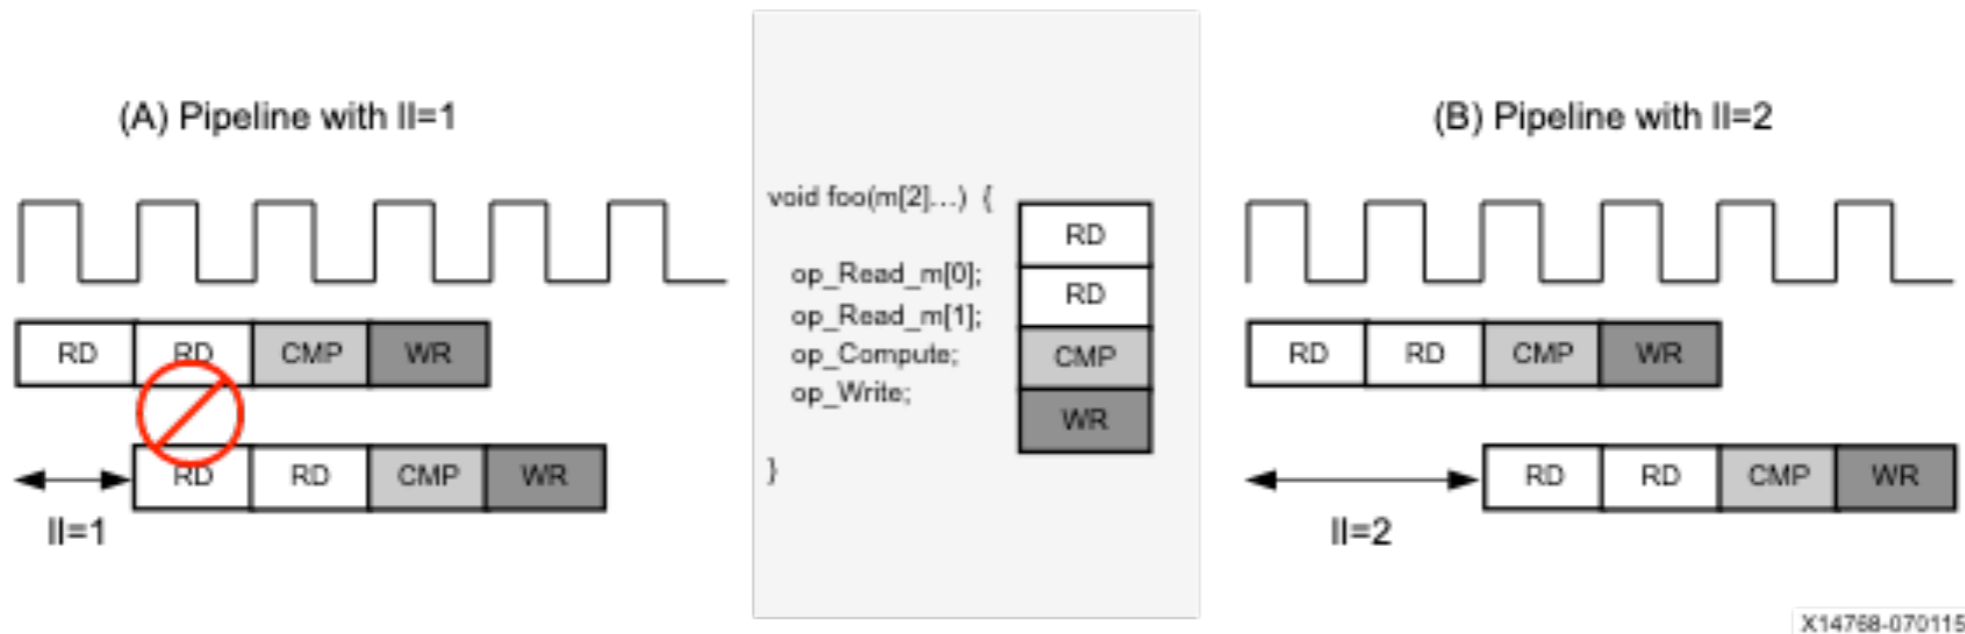 (A) Pipeline with II=1
RD RD CMP WR
RD RD CMP WR
II=1
void foo(m[2]...) {
op_Read_m[0];
op_Read_m[1];
op_Compute;
op_Write;
}
RD
RD
CMP
WR
(B) Pipeline with II=2
RD RD CMP WR
RD RD CMP WR
II=2
X14768-070115